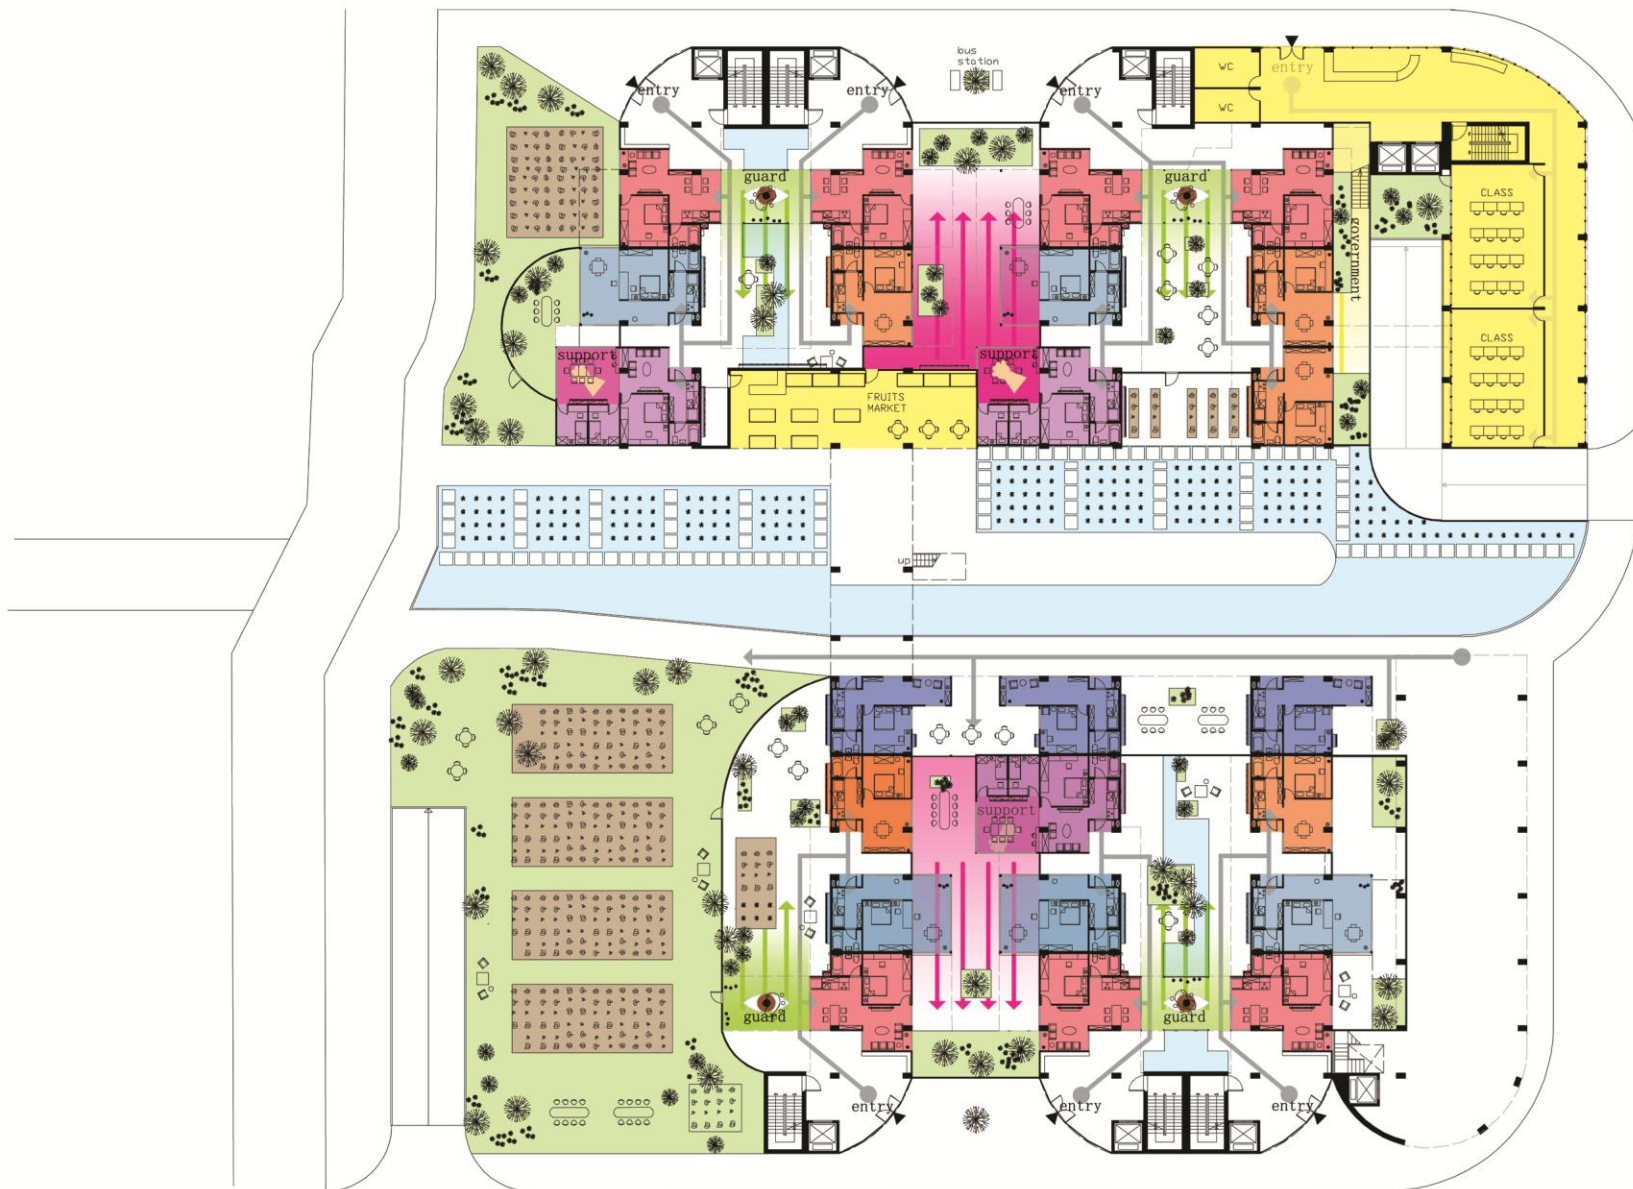 bus
station
WC
entry
entry
entry
entry
WC
guard
guard
CLASS
government
support
support
CLASS
FRUITS
MARKET
up
support
guard
guard
entry
entry
entry